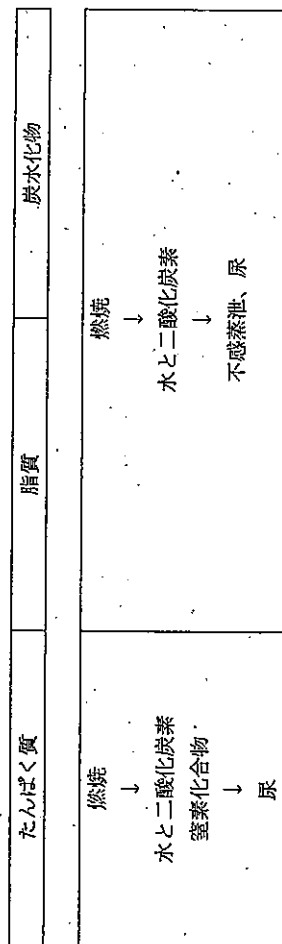 たんぱく質
脂質
炭水化物
燃焼
↓
水と二酸化炭素
窒素化合物
↓
尿
燃焼
↓
水と二酸化炭素
↓
不感蒸泄、尿